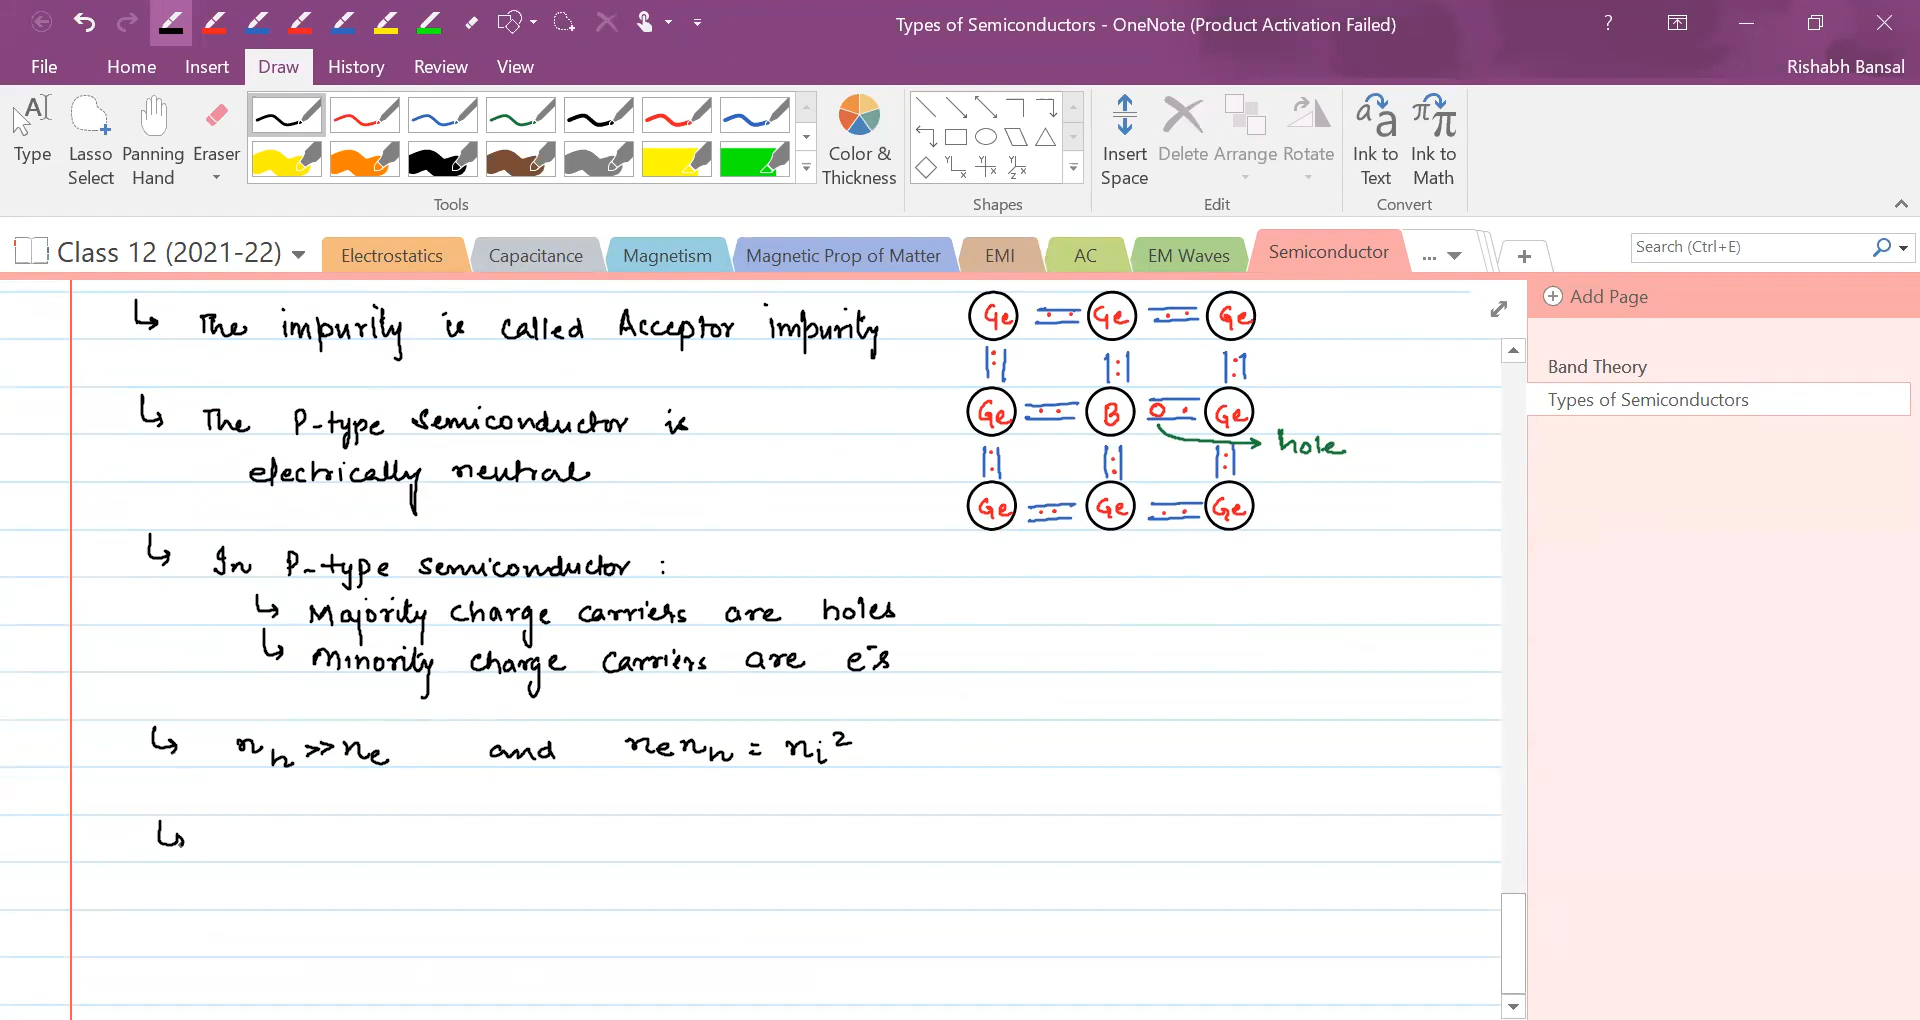 Types of Semiconductors - OneNote (Product Activation Failed)
?
File Home Insert Draw History Review View
Rishabh Bansal
Type
Lasso Select
Panning Hand
Eraser
Color & Thickness
Insert Space
Delete
Arrange
Rotate
Ink to Text
Ink to Math
Tools
Shapes
Edit
Convert
Class 12 (2021-22)
Electrostatics
Capacitance
Magnetism
Magnetic Prop of Matter
EMI
AC
EM Waves
Semiconductor
...
Search (Ctrl+E)
Add Page
Band Theory
Types of Semiconductors
↳ The impurity is called Acceptor impurity
↳ The P-type semiconductor is
electrically neutral
↳ In P-type semiconductor :
↳ Majority charge carriers are holes
↳ Minority charge carriers are e⁻s
↳ n_h >> n_e and n_e n_h = n_i²
↳
Ge Ge Ge
Ge B O Ge
hole
Ge Ge Ge